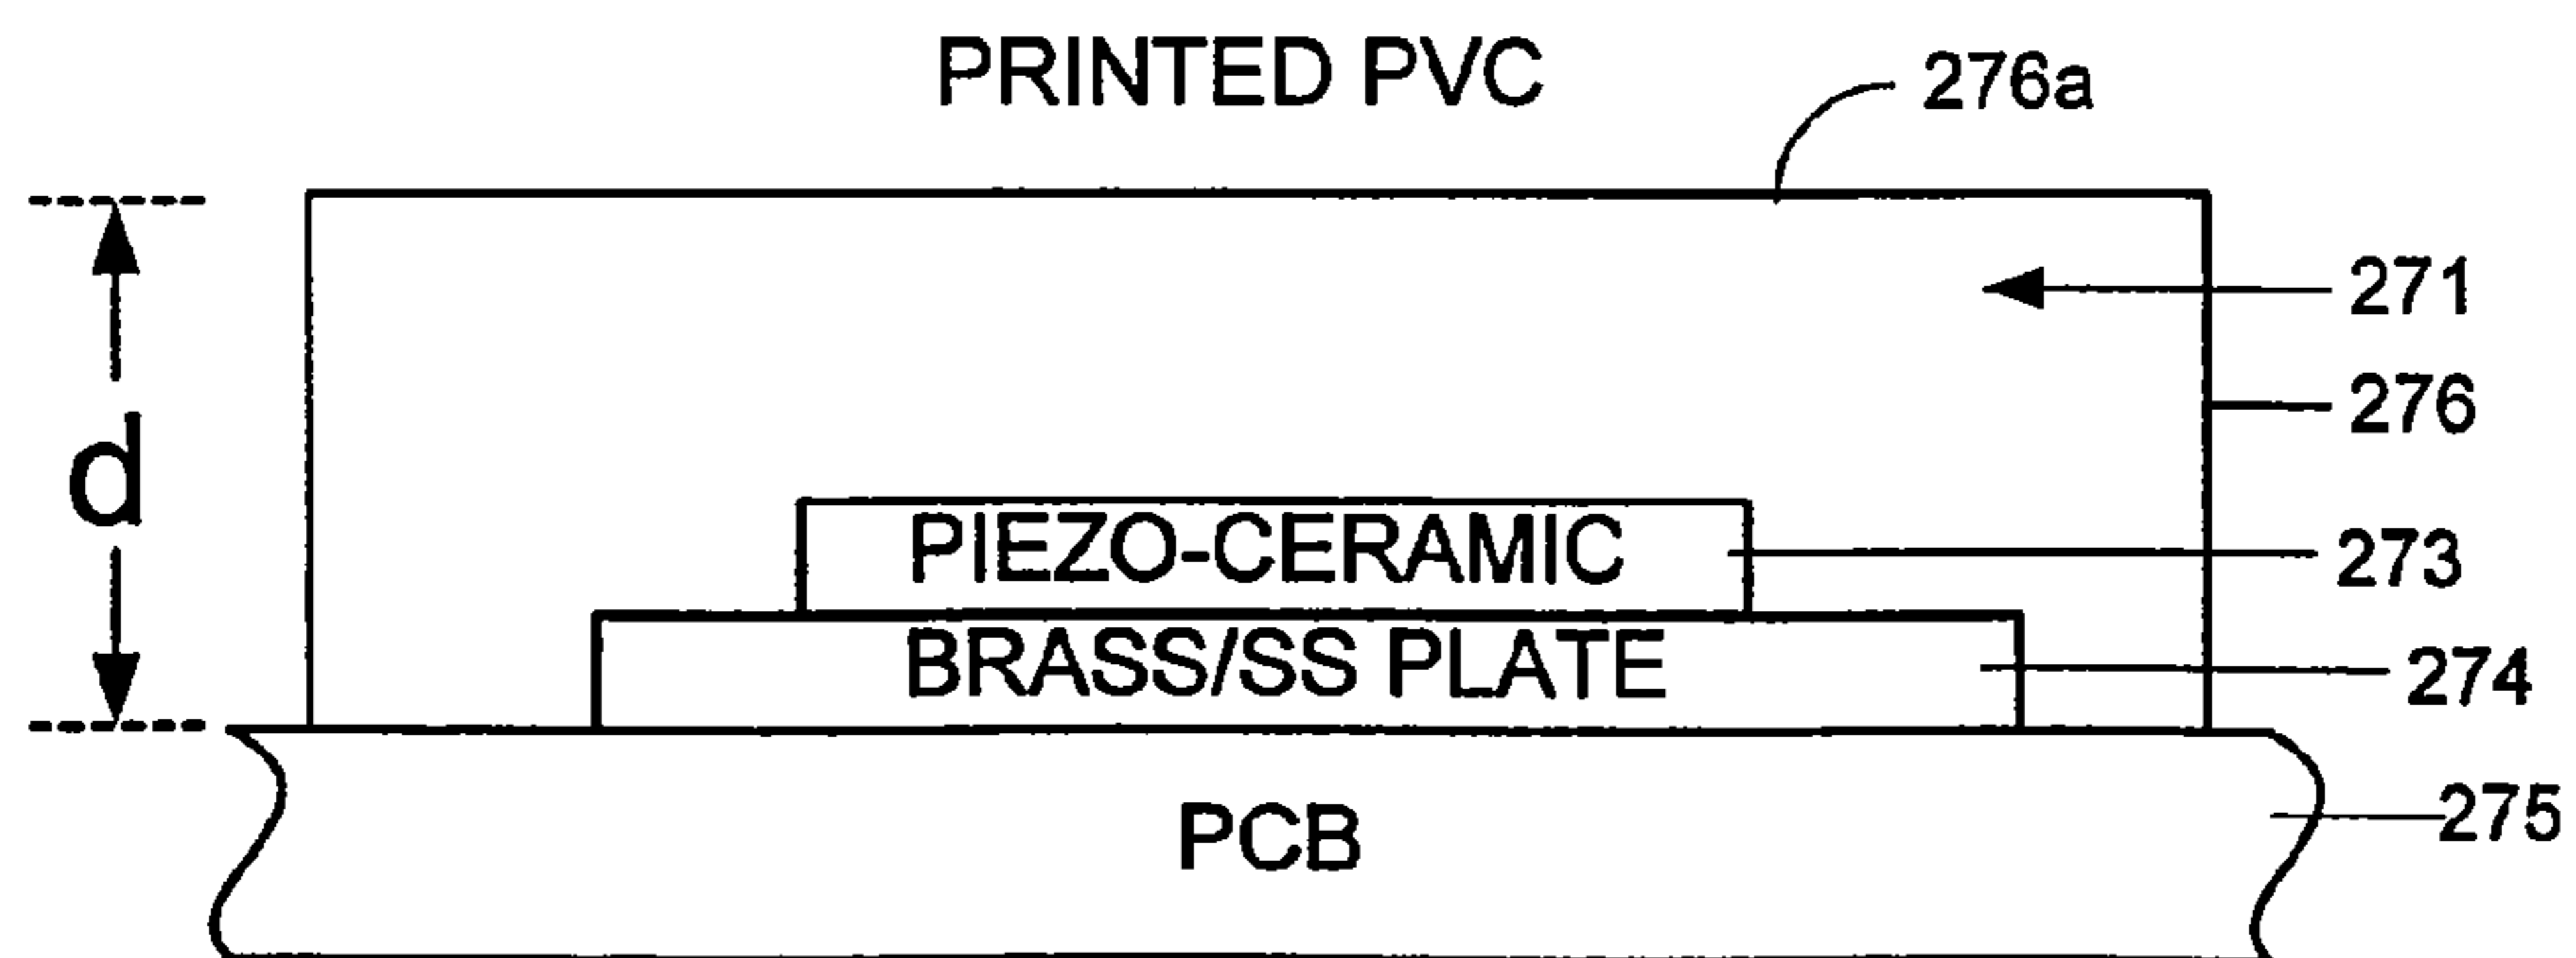 PRINTED PVC
276a
271
276
d
PIEZO-CERAMIC
273
BRASS/SS PLATE
274
PCB
275